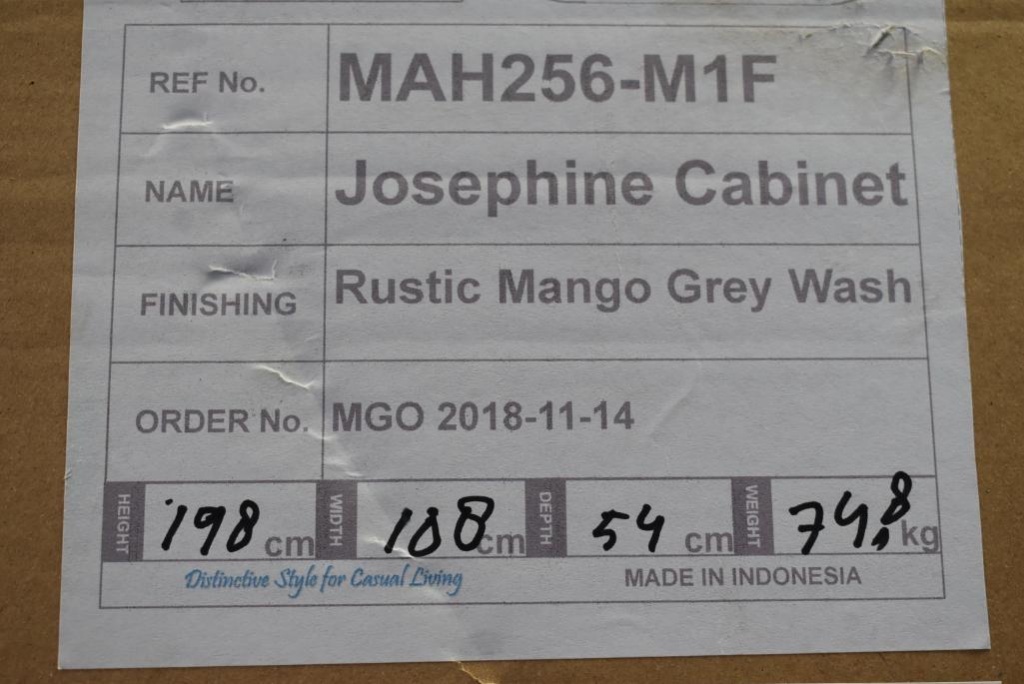 REF No. MAH256-M1F
NAME Josephine Cabinet
FINISHING Rustic Mango Grey Wash
ORDER No. MGO 2018-11-14
HEIGHT 198 cm WIDTH 108 cm DEPTH 54 cm WEIGHT 74,8 kg
Distinctive Style for Casual Living MADE IN INDONESIA